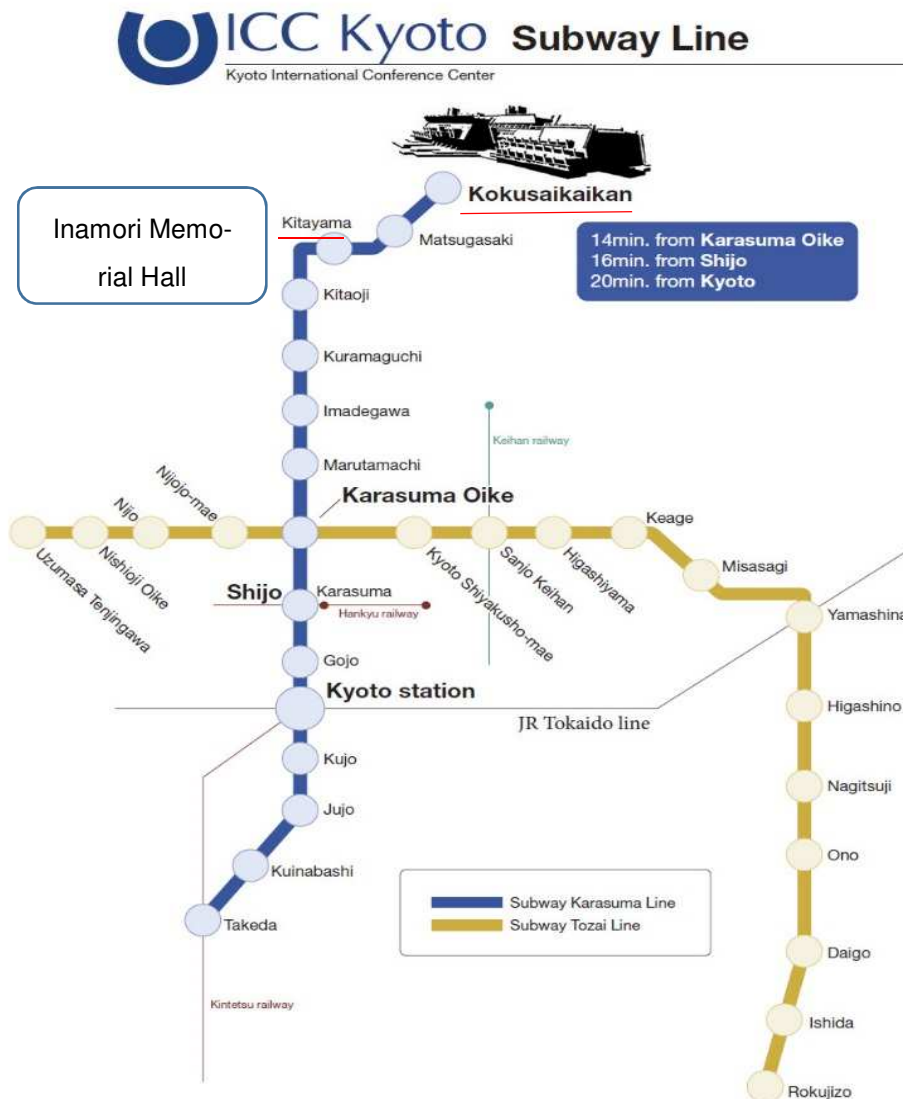 ICC Kyoto Subway Line
Kyoto International Conference Center
Kokusaikaikan
Inamori Memo-
rial Hall
Kitayama
Matsugasaki
14min. from Karasuma Oike
16min. from Shijo
20min. from Kyoto
Kitaoji
Kuramaguchi
Imadegawa
Keihan railway
Marutamachi
Karasuma Oike
Nijojo-mae
Nijo
Nishioji Oike
Uzumasa Tenjingawa
Kyoto Shiyakusho-mae
Sanjo Keihan
Higashiyama
Keage
Misasagi
Yamashina
Shijo
Karasuma
Hankyu railway
Gojo
Kyoto station
JR Tokaido line
Higashino
Kujo
Nagitsuji
Jujo
Ono
Kuinabashi
Takeda
Subway Karasuma Line
Subway Tozai Line
Daigo
Kintetsu railway
Ishida
Rokujizo